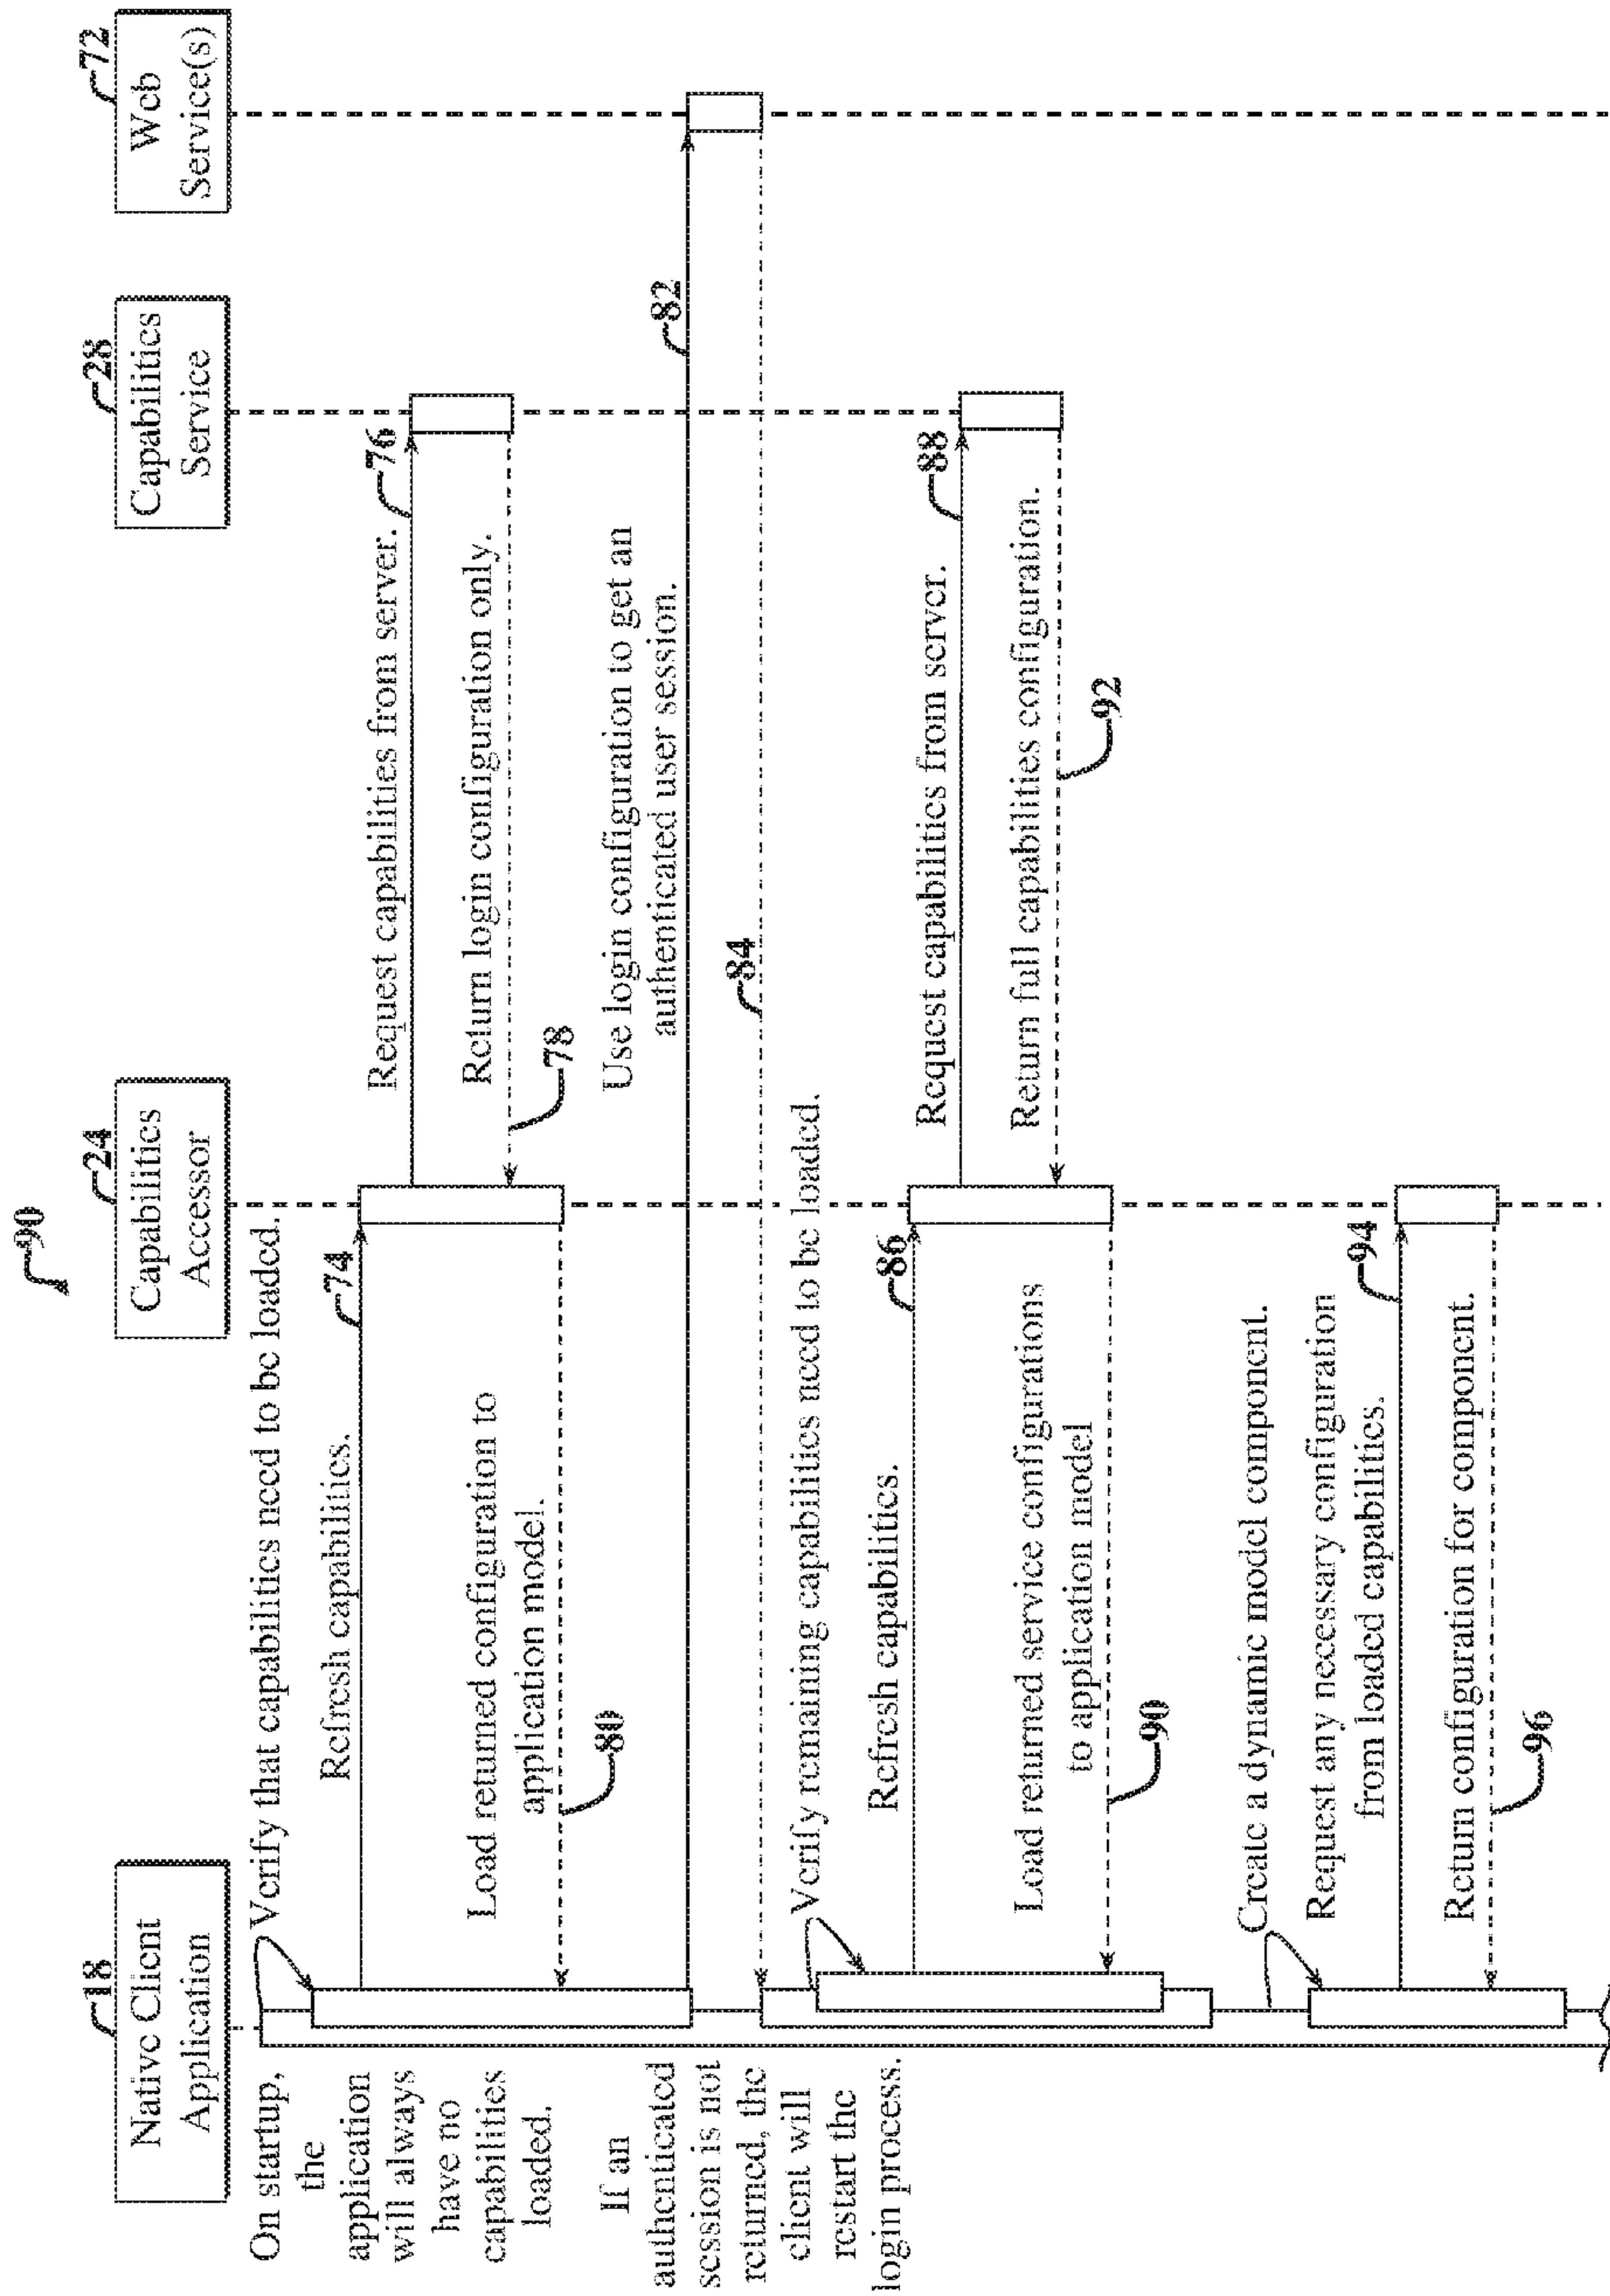 90
18
Native Client
Application
24
Capabilities
Accessor
28
Capabilities
Service
72
Web
Service(s)
On startup,
the
application
will always
have no
capabilities
loaded.
Verify that capabilities need to be loaded.
Refresh capabilities.
74
Request capabilities from server.
76
Return login configuration only.
78
Load returned configuration to
application model.
80
If an
authenticated
session is not
returned, the
client will
restart the
login process.
Use login configuration to get an
authenticated user session.
82
84
Verify remaining capabilities need to be loaded.
Refresh capabilities.
86
Request capabilities from server.
88
Return full capabilities configuration.
92
Load returned service configurations
to application model
90
Create a dynamic model component.
Request any necessary configuration
from loaded capabilities.
94
Return configuration for component.
96